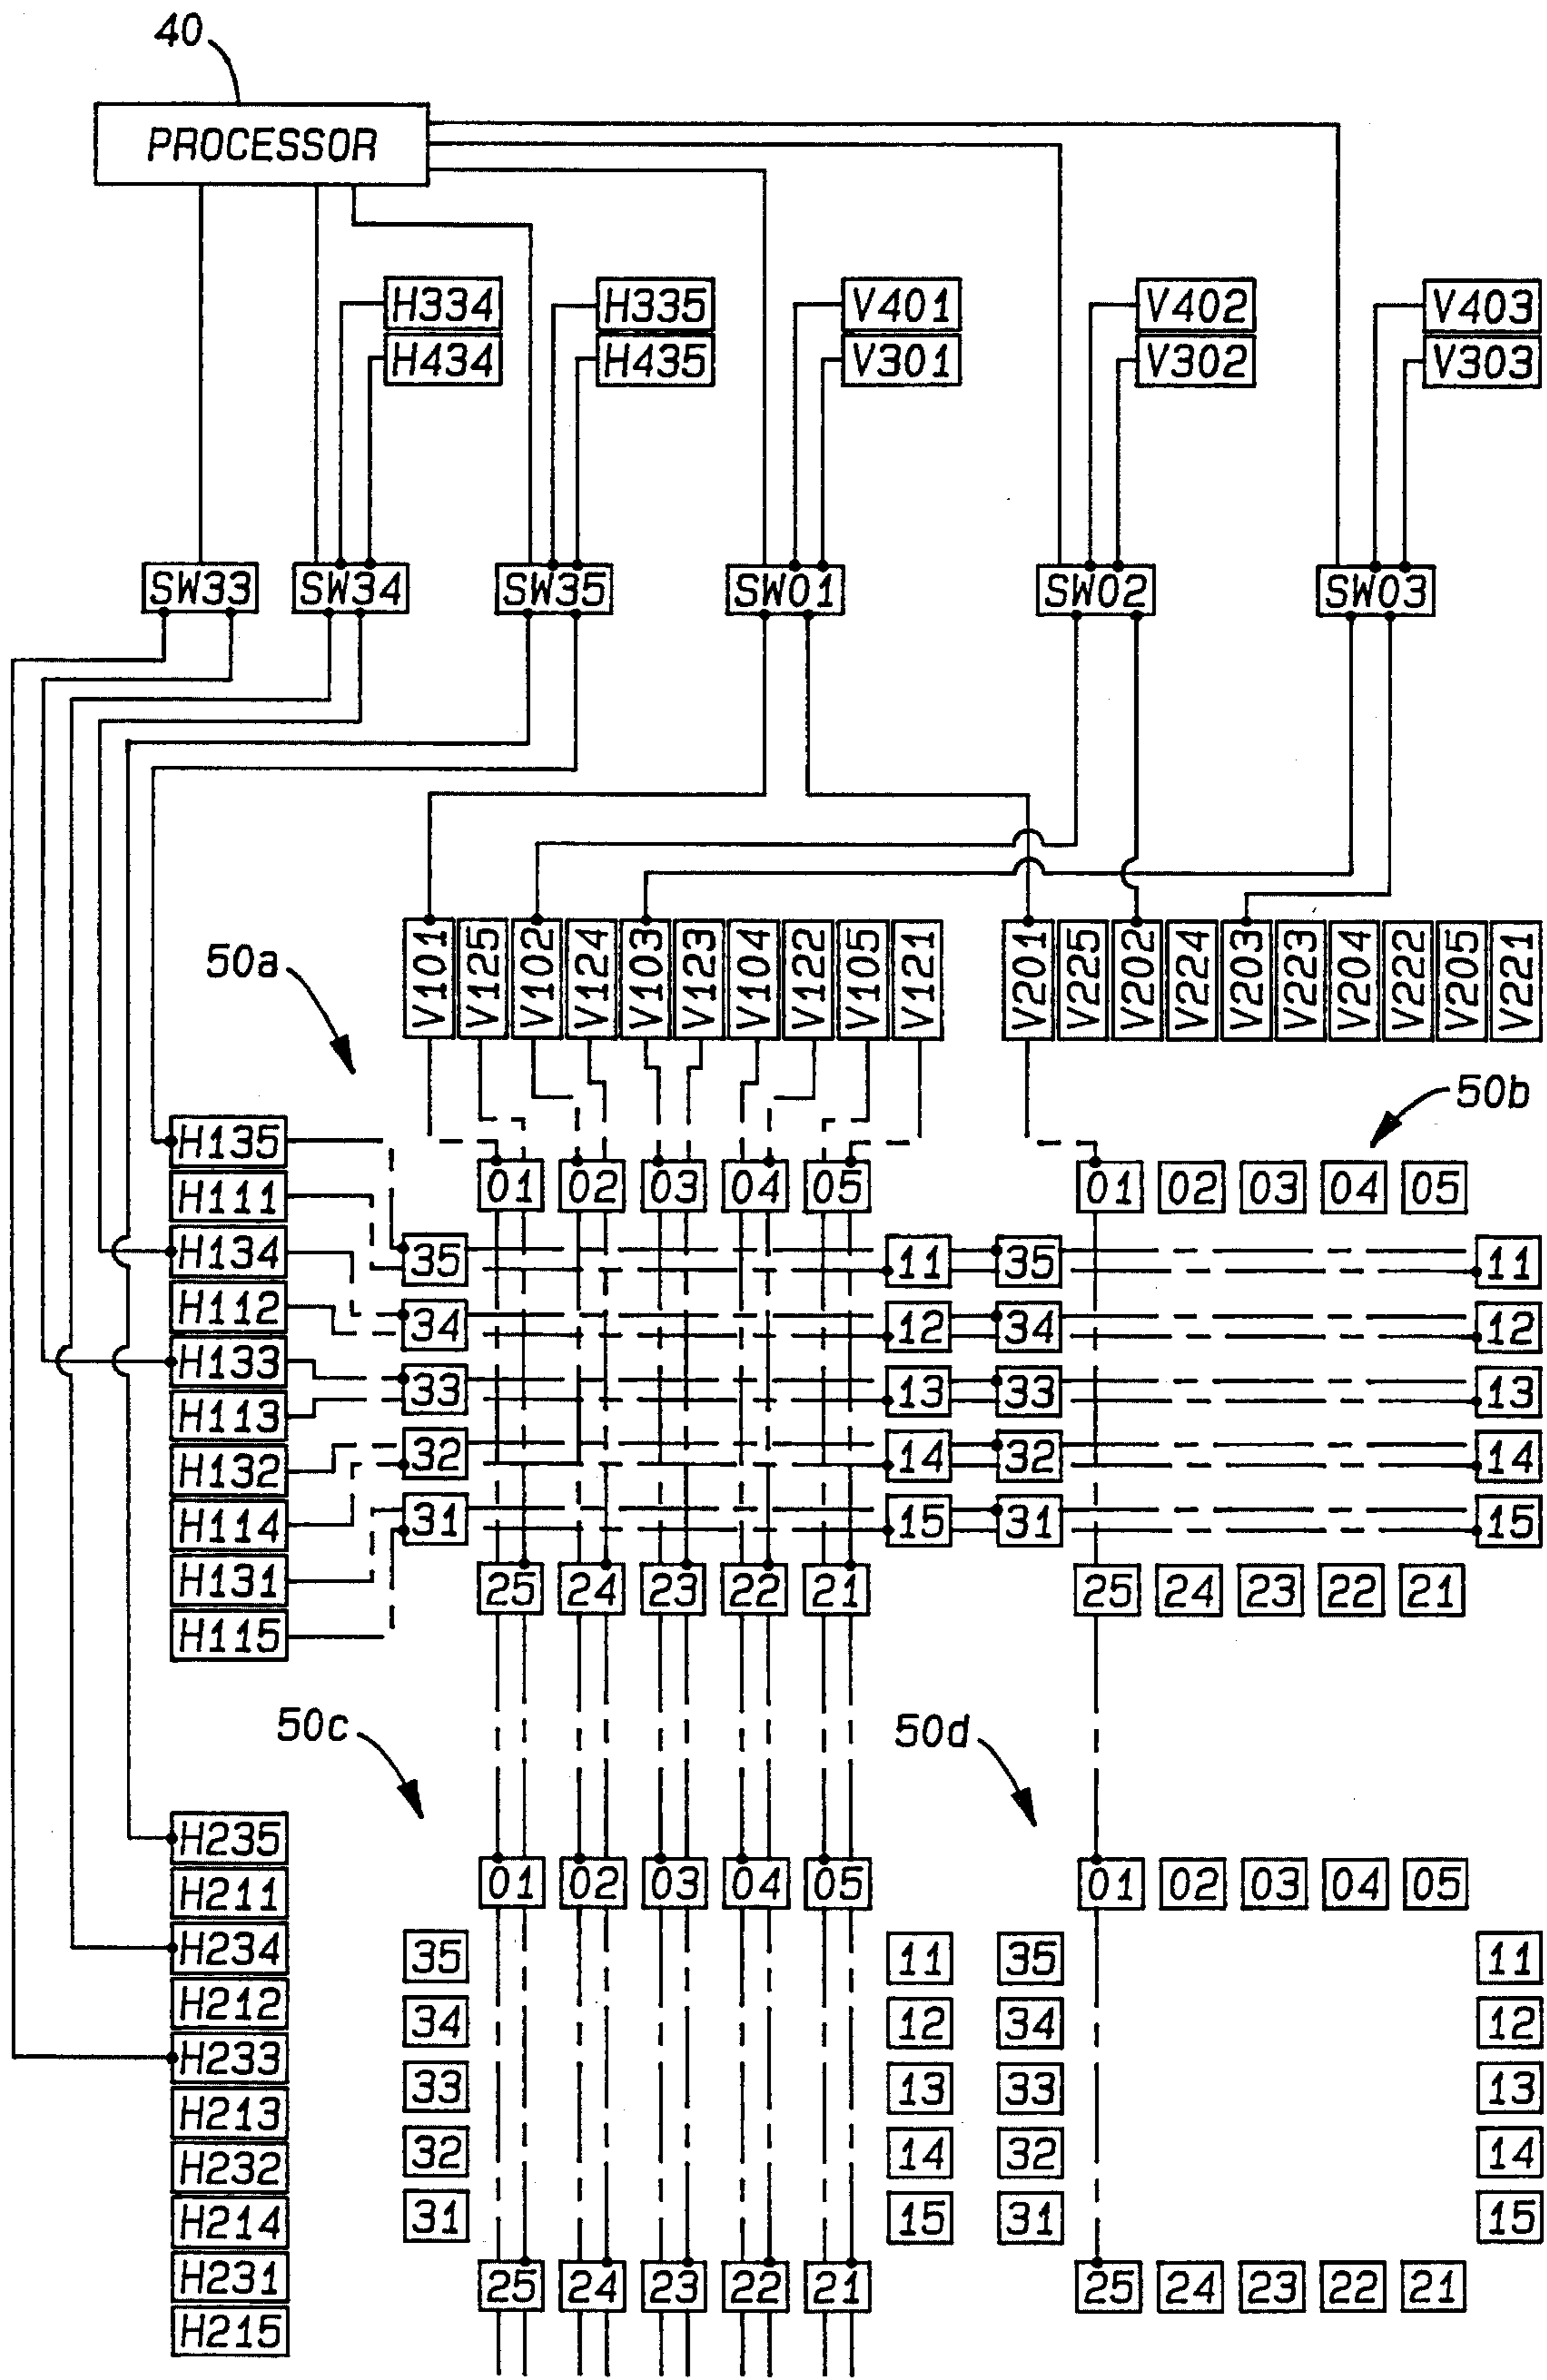 40
PROCESSOR
H334 H335 V401 V402 V403
H434 H435 V301 V302 V303
SW33 SW34 SW35 SW01 SW02 SW03
50a
V101 V125 V102 V124 V103 V123 V104 V122 V105 V121
V201 V225 V202 V224 V203 V223 V204 V222 V205 V221
50b
H135
H111
H134
H112
H133
H113
H132
H114
H131
H115
01 02 03 04 05 01 02 03 04 05
35 11 35 11
34 12 34 12
33 13 33 13
32 14 32 14
31 15 31 15
25 24 23 22 21 25 24 23 22 21
50c 50d
H235
H211
H234
H212
H233
H213
H232
H214
H231
H215
01 02 03 04 05 01 02 03 04 05
35 11 35 11
34 12 34 12
33 13 33 13
32 14 32 14
31 15 31 15
25 24 23 22 21 25 24 23 22 21